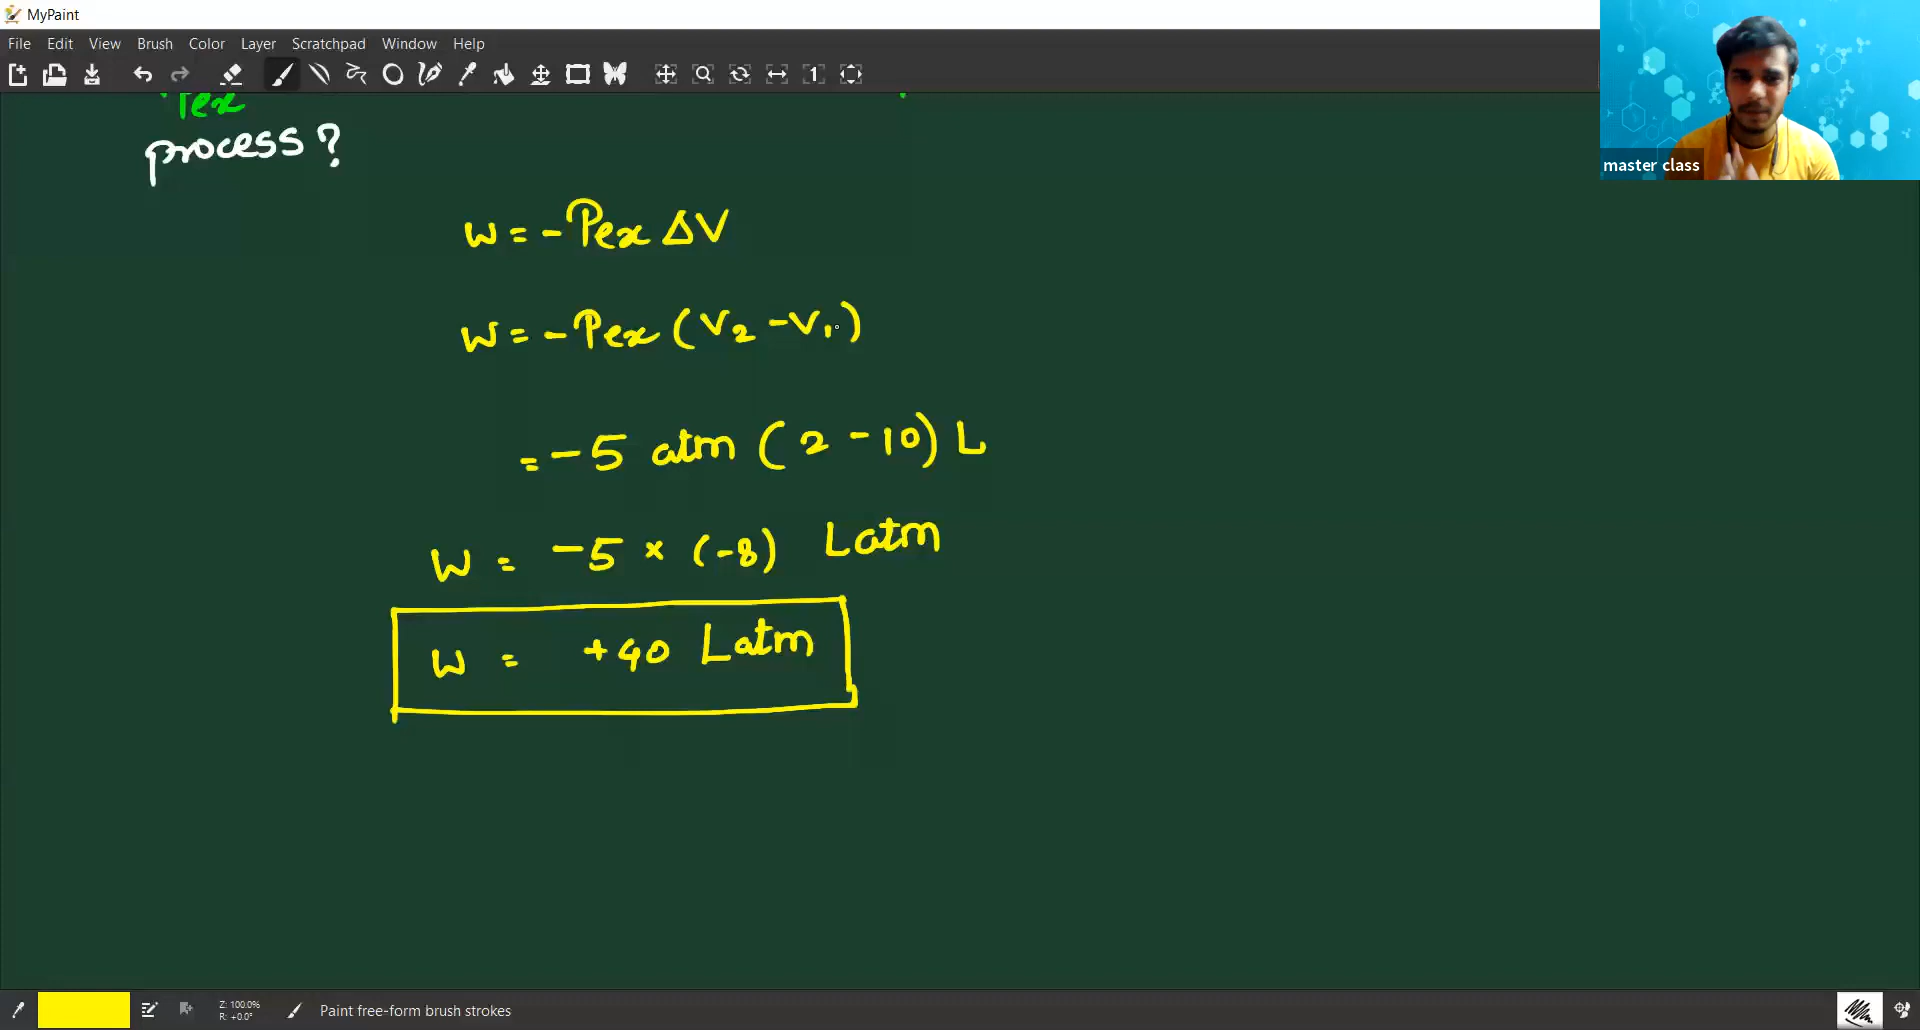 MyPaint
File Edit View Brush Color Layer Scratchpad Window Help
master class
Pex
process?
W = -Pex ΔV
W = -Pex (V2 - V1)
= -5 atm (2 - 10) L
W = -5 × (-8) Latm
W = +40 Latm
Z: 100.0%
R: +0.0°
Paint free-form brush strokes